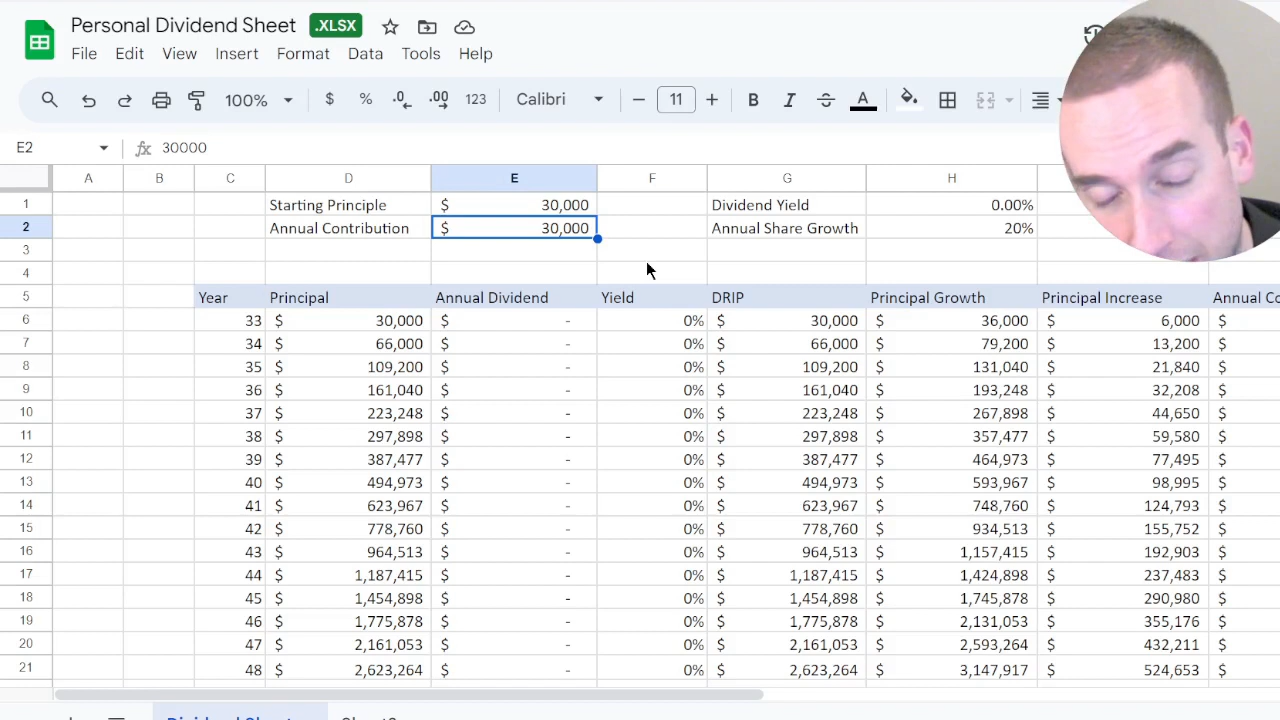 Personal Dividend Sheet .XLSX
File Edit View Insert Format Data Tools Help
100% $ % .0 .00 123 Calibri 11 B I A
E2 fx 30000
A B C D E F G H
1 Starting Principle $ 30,000 Dividend Yield 0.00%
2 Annual Contribution $ 30,000 Annual Share Growth 20%
3
4
5 Year Principal Annual Dividend Yield DRIP Principal Growth Principal Increase Annual Co
6 33 $ 30,000 $ - 0% $ 30,000 $ 36,000 $ 6,000 $
7 34 $ 66,000 $ - 0% $ 66,000 $ 79,200 $ 13,200 $
8 35 $ 109,200 $ - 0% $ 109,200 $ 131,040 $ 21,840 $
9 36 $ 161,040 $ - 0% $ 161,040 $ 193,248 $ 32,208 $
10 37 $ 223,248 $ - 0% $ 223,248 $ 267,898 $ 44,650 $
11 38 $ 297,898 $ - 0% $ 297,898 $ 357,477 $ 59,580 $
12 39 $ 387,477 $ - 0% $ 387,477 $ 464,973 $ 77,495 $
13 40 $ 494,973 $ - 0% $ 494,973 $ 593,967 $ 98,995 $
14 41 $ 623,967 $ - 0% $ 623,967 $ 748,760 $ 124,793 $
15 42 $ 778,760 $ - 0% $ 778,760 $ 934,513 $ 155,752 $
16 43 $ 964,513 $ - 0% $ 964,513 $ 1,157,415 $ 192,903 $
17 44 $ 1,187,415 $ - 0% $ 1,187,415 $ 1,424,898 $ 237,483 $
18 45 $ 1,454,898 $ - 0% $ 1,454,898 $ 1,745,878 $ 290,980 $
19 46 $ 1,775,878 $ - 0% $ 1,775,878 $ 2,131,053 $ 355,176 $
20 47 $ 2,161,053 $ - 0% $ 2,161,053 $ 2,593,264 $ 432,211 $
21 48 $ 2,623,264 $ - 0% $ 2,623,264 $ 3,147,917 $ 524,653 $